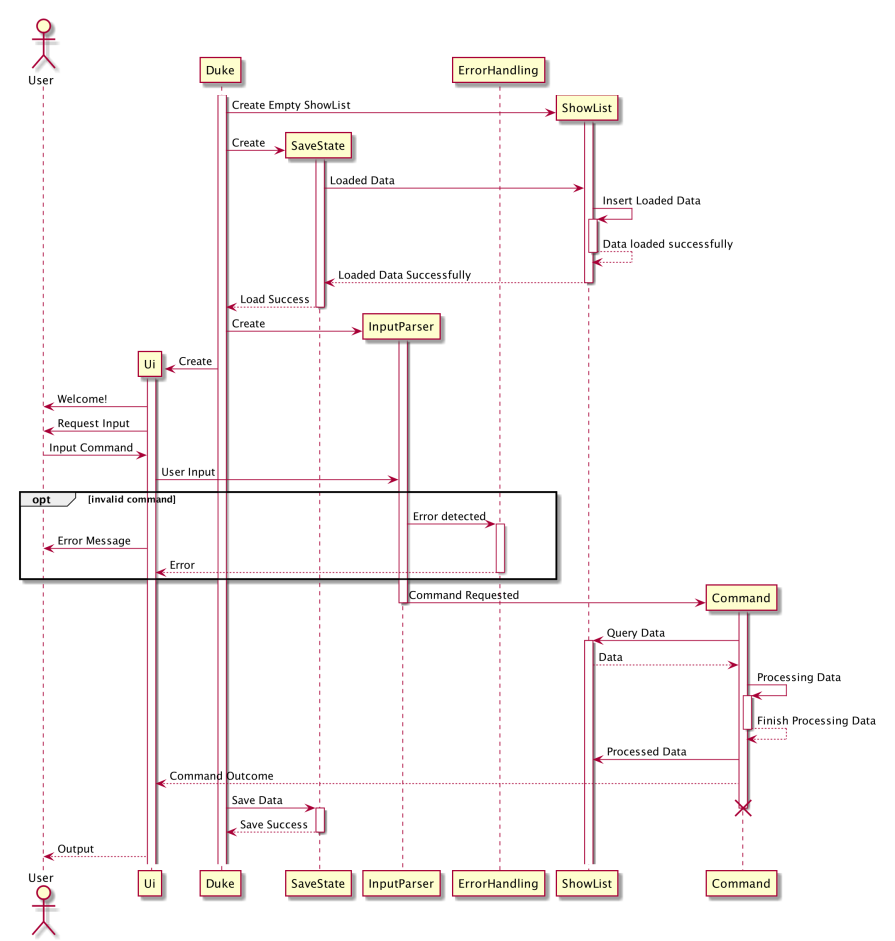 User
Duke
ErrorHandling
Create Empty ShowList
ShowList
Create
SaveState
Loaded Data
Insert Loaded Data
Data loaded successfully
Loaded Data Successfully
Load Success
Create
InputParser
Create
Ui
Welcome!
Request Input
Input Command
User Input
opt [invalid command]
Error detected
Error Message
Error
Command Requested
Command
Query Data
Data
Processing Data
Finish Processing Data
Processed Data
Command Outcome
Save Data
Save Success
Output
User
Ui
Duke
SaveState
InputParser
ErrorHandling
ShowList
Command